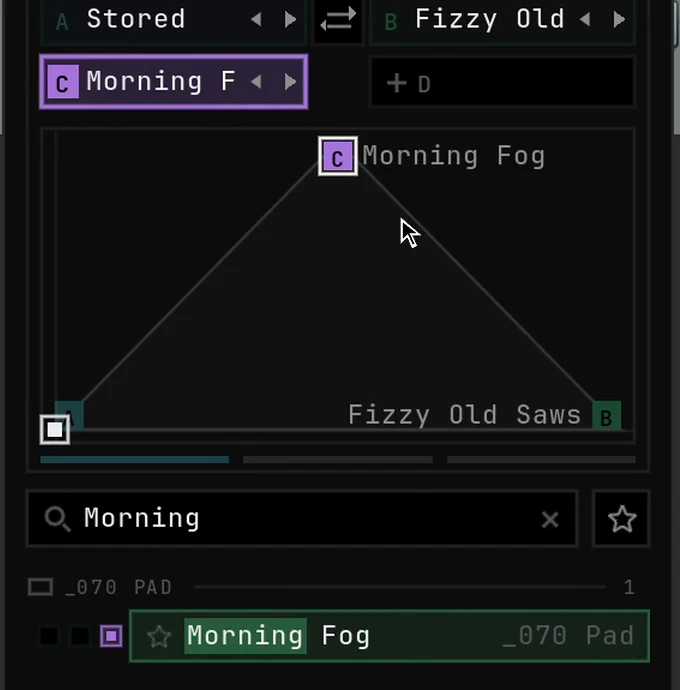 A Stored B Fizzy Old
C Morning F + D
C Morning Fog
A Fizzy Old Saws B
Morning
_070 PAD 1
Morning Fog _070 Pad